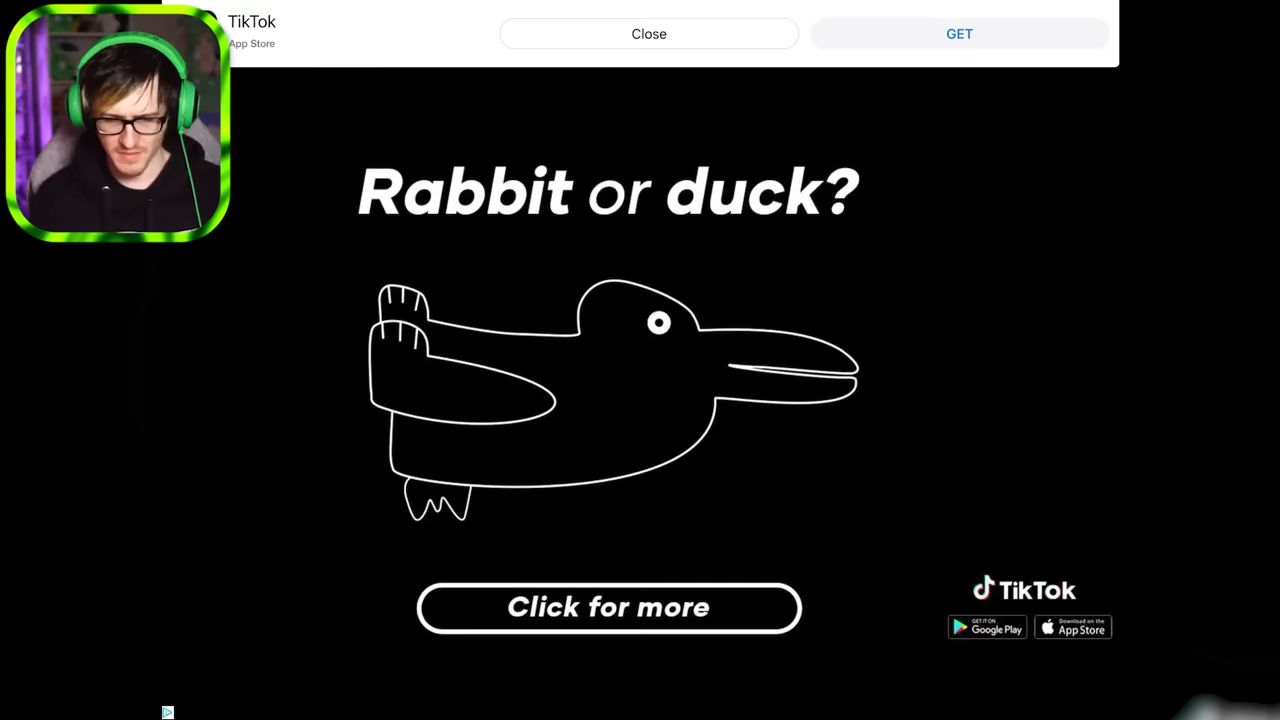 TikTok
App Store
Close
GET
Rabbit or duck?
Click for more
TikTok
GET IT ON
Google Play
Download on the
App Store